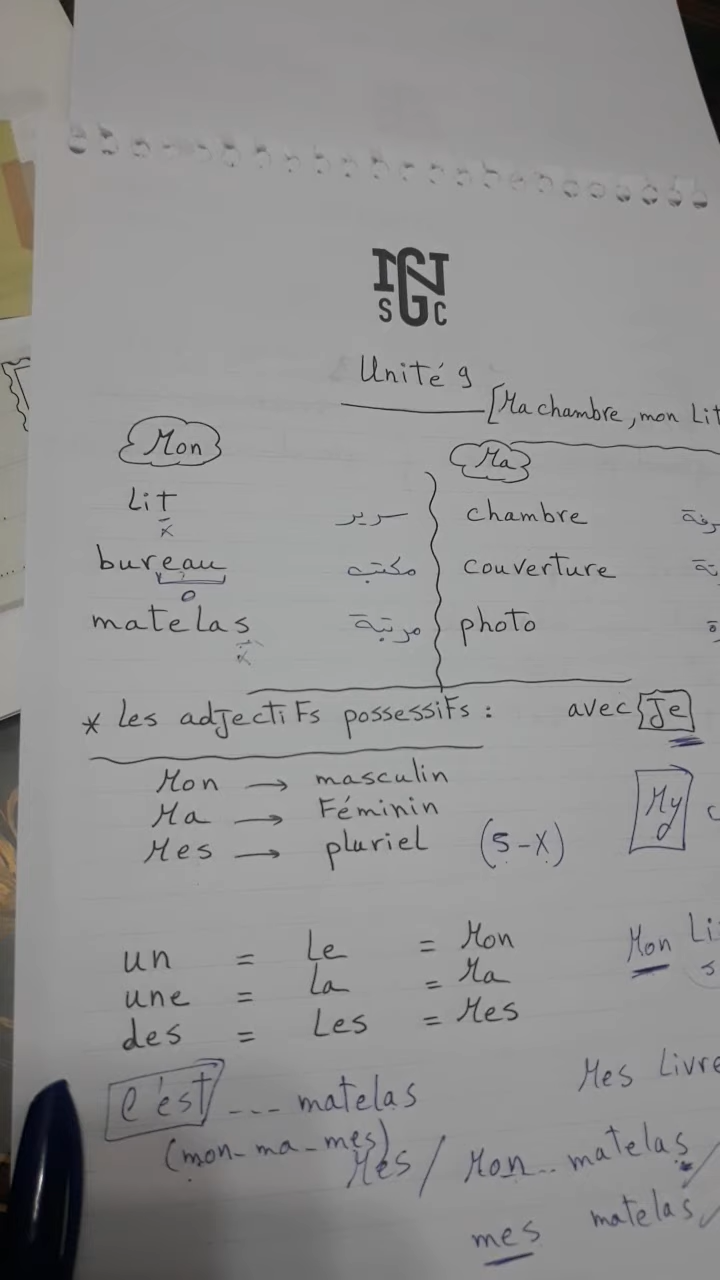 INGT
SC
Unité 9
[Ma chambre, mon Lit
Mon
Ma
Lit سرير
x
chambre
bureau مكتب
o
couverture
matelas مرتبة
x
photo
* Les adjectifs possessifs : avec Je
Mon → masculin
Ma → Féminin
Mes → pluriel (S-X)
My
un = Le = Mon
une = la = Ma
des = Les = Mes
Mon
c'est --- matelas
(mon-ma-mes)
Mes Livre
Mes / Mon.. matelas
mes matelas